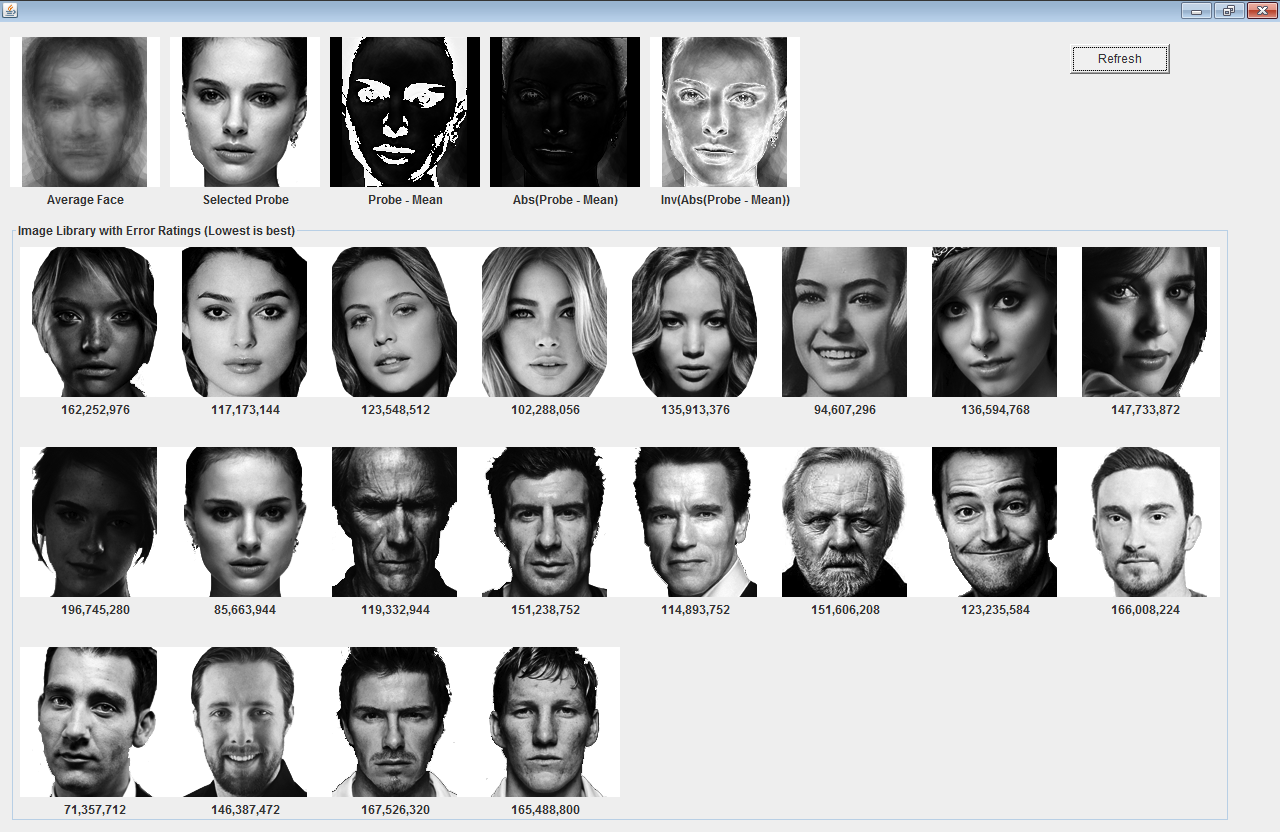 Refresh
Average Face Selected Probe Probe - Mean Abs(Probe - Mean) Inv(Abs(Probe - Mean))
Image Library with Error Ratings (Lowest is best)
162,252,976 117,173,144 123,548,512 102,288,056 135,913,376 94,607,296 136,594,768 147,733,872
196,745,280 85,663,944 119,332,944 151,238,752 114,893,752 151,606,208 123,235,584 166,008,224
71,357,712 146,387,472 167,526,320 165,488,800